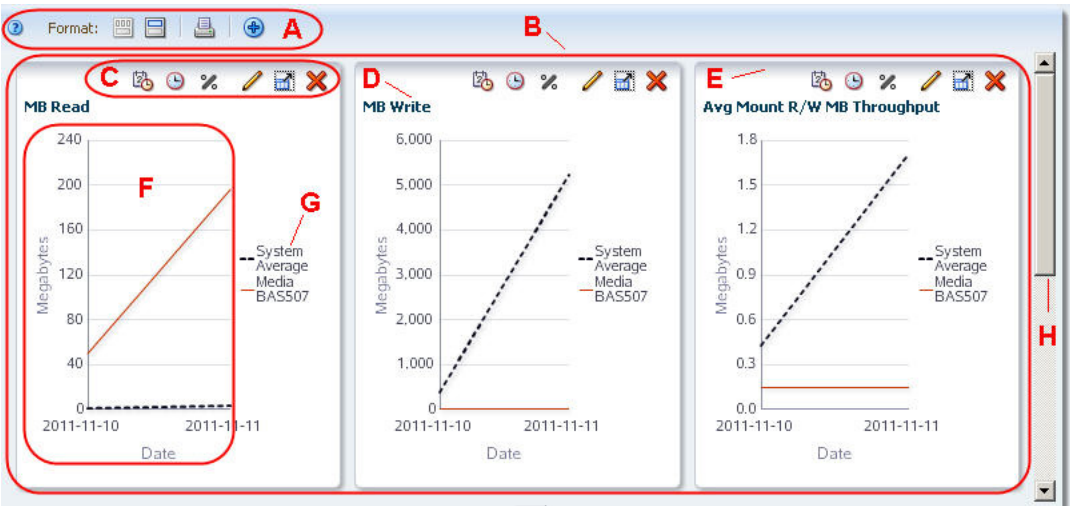 Format:
A
B
C
D
E
MB Read
240
200
160
120
80
40
0
Megabytes
2011-11-10
2011-11-11
Date
F
G
System
Average
Media
BAS507
MB Write
6,000
5,000
4,000
3,000
2,000
1,000
0
Megabytes
2011-11-10
2011-11-11
Date
System
Average
Media
BAS507
Avg Mount R/W MB Throughput
1.8
1.5
1.2
0.9
0.6
0.3
0.0
Megabytes
2011-11-10
2011-11-11
Date
System
Average
Media
BAS507
H